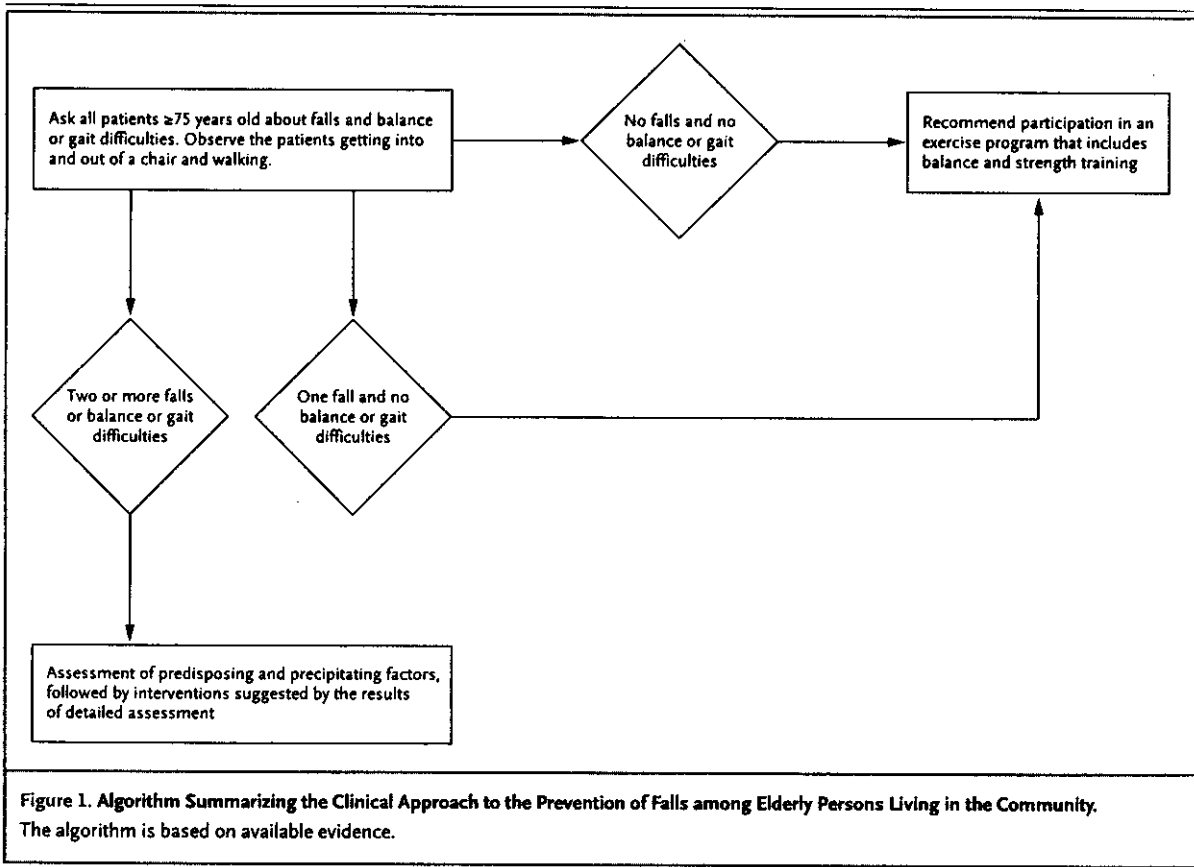 Ask all patients ≥75 years old about falls and balance
or gait difficulties. Observe the patients getting into
and out of a chair and walking.
No falls and no
balance or gait
difficulties
Recommend participation in an
exercise program that includes
balance and strength training
Two or more falls
or balance or gait
difficulties
One fall and no
balance or gait
difficulties
Assessment of predisposing and precipitating factors,
followed by interventions suggested by the results
of detailed assessment
Figure 1. Algorithm Summarizing the Clinical Approach to the Prevention of Falls among Elderly Persons Living in the Community.
The algorithm is based on available evidence.